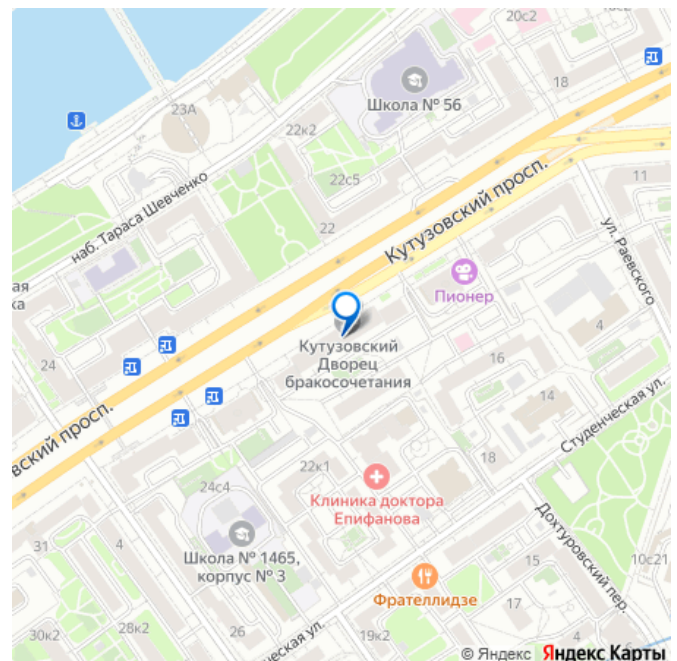 20с2
18
23А
Школа № 56
22к2
22с5
11
наб. Тараса Шевченко
22
Кутузовский просп.
ул. Раевского
Пионер
4
Кутузовский
Дворец
бракосочетания
24
16
14
Студенческая ул.
18
22к1
24с4
Клиника доктора
Епифанова
Дохтуровский пер.
31
4
Школа № 1465,
корпус № 3
15
10с21
Фрателлидзе
17
30к2
28к2
26
19к2
4
6
© Яндекс Яндекс Карты